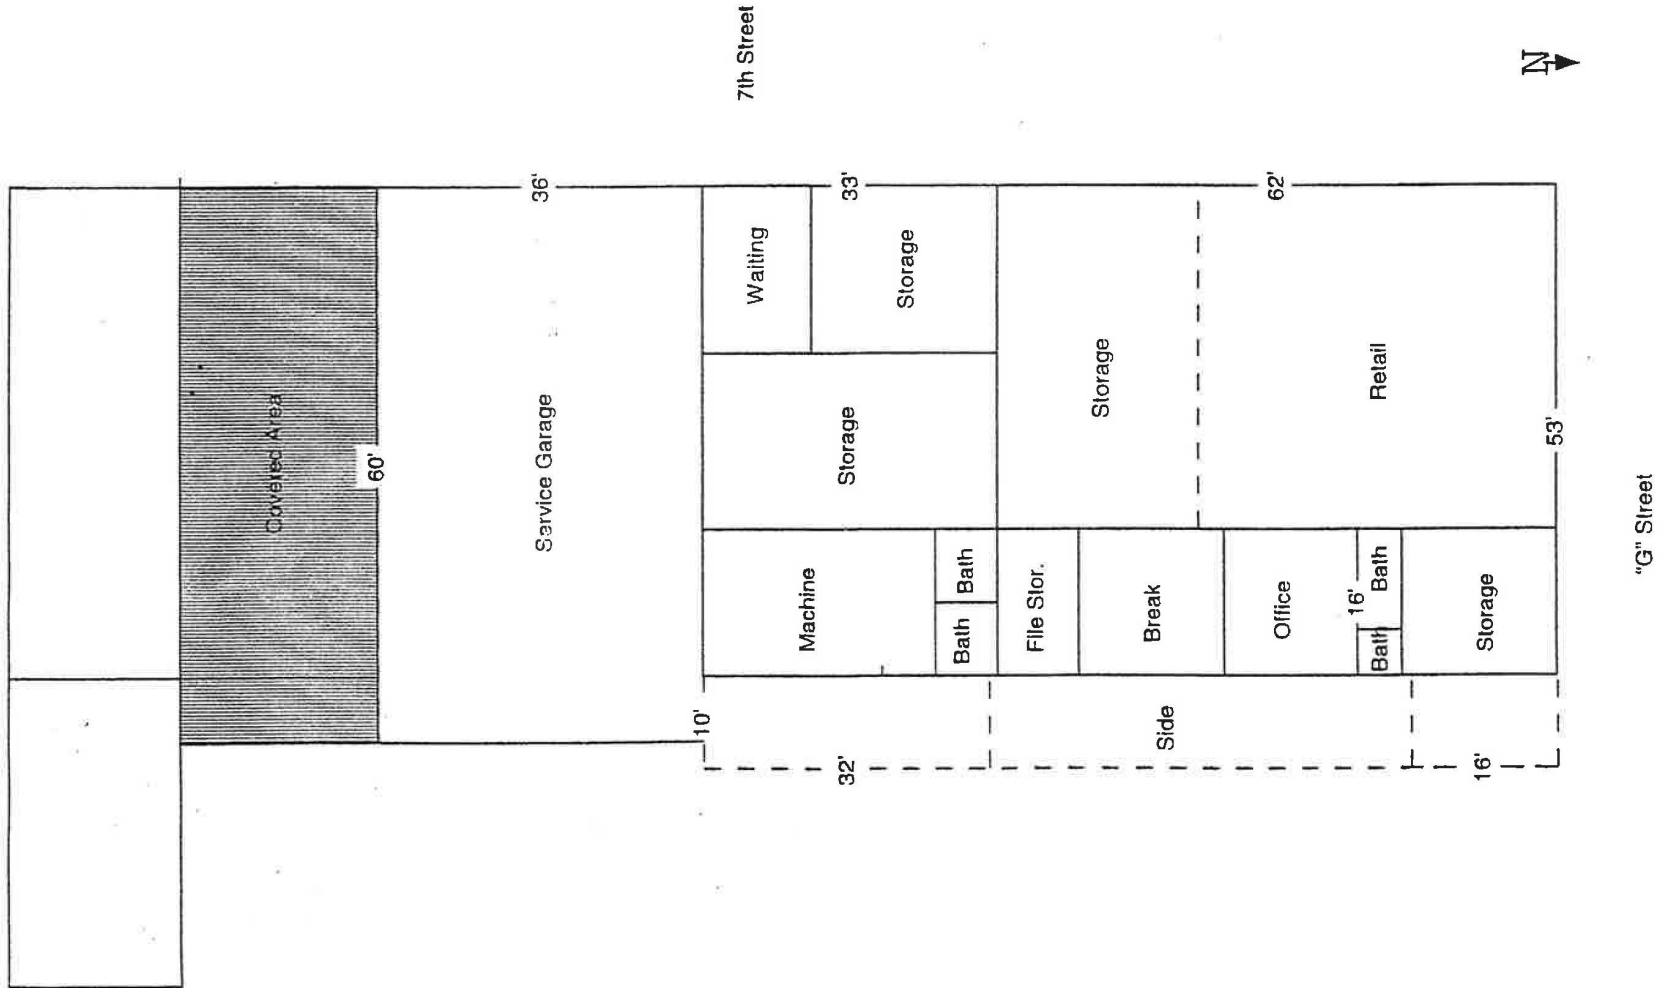 7th Street
N
Covered Area
60'
Service Garage
36'
Waiting
Storage
33'
Storage
Machine
Bath
Bath
10'
32'
Storage
62'
Retail
53'
File Stor.
Break
Office
16'
Bath
Bath
Storage
Side
16'
"G" Street